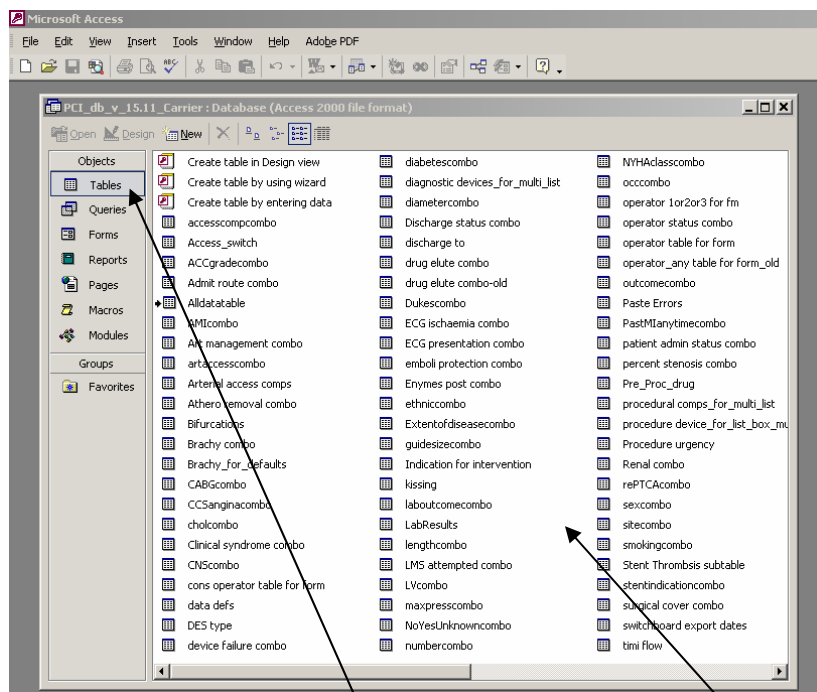 Microsoft Access
File Edit View Insert Tools Window Help Adobe PDF
PCI_db_v_15.11_Carrier : Database (Access 2000 file format)
Open Design New
Objects
Tables
Queries
Forms
Reports
Pages
Macros
Modules
Groups
Favorites
Create table in Design view
Create table by using wizard
Create table by entering data
accesscompcombo
Access_switch
ACCgradecombo
Admit route combo
Alldatatable
AMIcombo
Art management combo
artaccesscombo
Arterial access comps
Athero removal combo
Bifurcations
Brachy combo
Brachy_for_defaults
CABGcombo
CCSanginacombo
cholcombo
Clinical syndrome combo
CNScombo
cons operator table for form
data defs
DES type
device failure combo
diabetescombo
diagnostic devices_for_multi_list
diametercombo
Discharge status combo
discharge to
drug elute combo
drug elute combo-old
Dukescombo
ECG ischaemia combo
ECG presentation combo
emboli protection combo
Enymes post combo
ethniccombo
Extentofdiseasecombo
guidesizecombo
Indication for intervention
kissing
laboutcomecombo
LabResults
lengthcombo
LMS attempted combo
LVcombo
maxpresscombo
NoYesUnknowncombo
numbercombo
NYHAclasscombo
occcombo
operator 1or2or3 for fm
operator status combo
operator table for form
operator_any table for form_old
outcomecombo
Paste Errors
PastMIanytimecombo
patient admin status combo
percent stenosis combo
Pre_Proc_drug
procedural comps_for_multi_list
procedure device_for_list_box_mu
Procedure urgency
Renal combo
rePTCAcombo
sexcombo
sitecombo
smokingcombo
Stent Thrombsis subtable
stentindicationcombo
surgical cover combo
switchboard export dates
timi flow